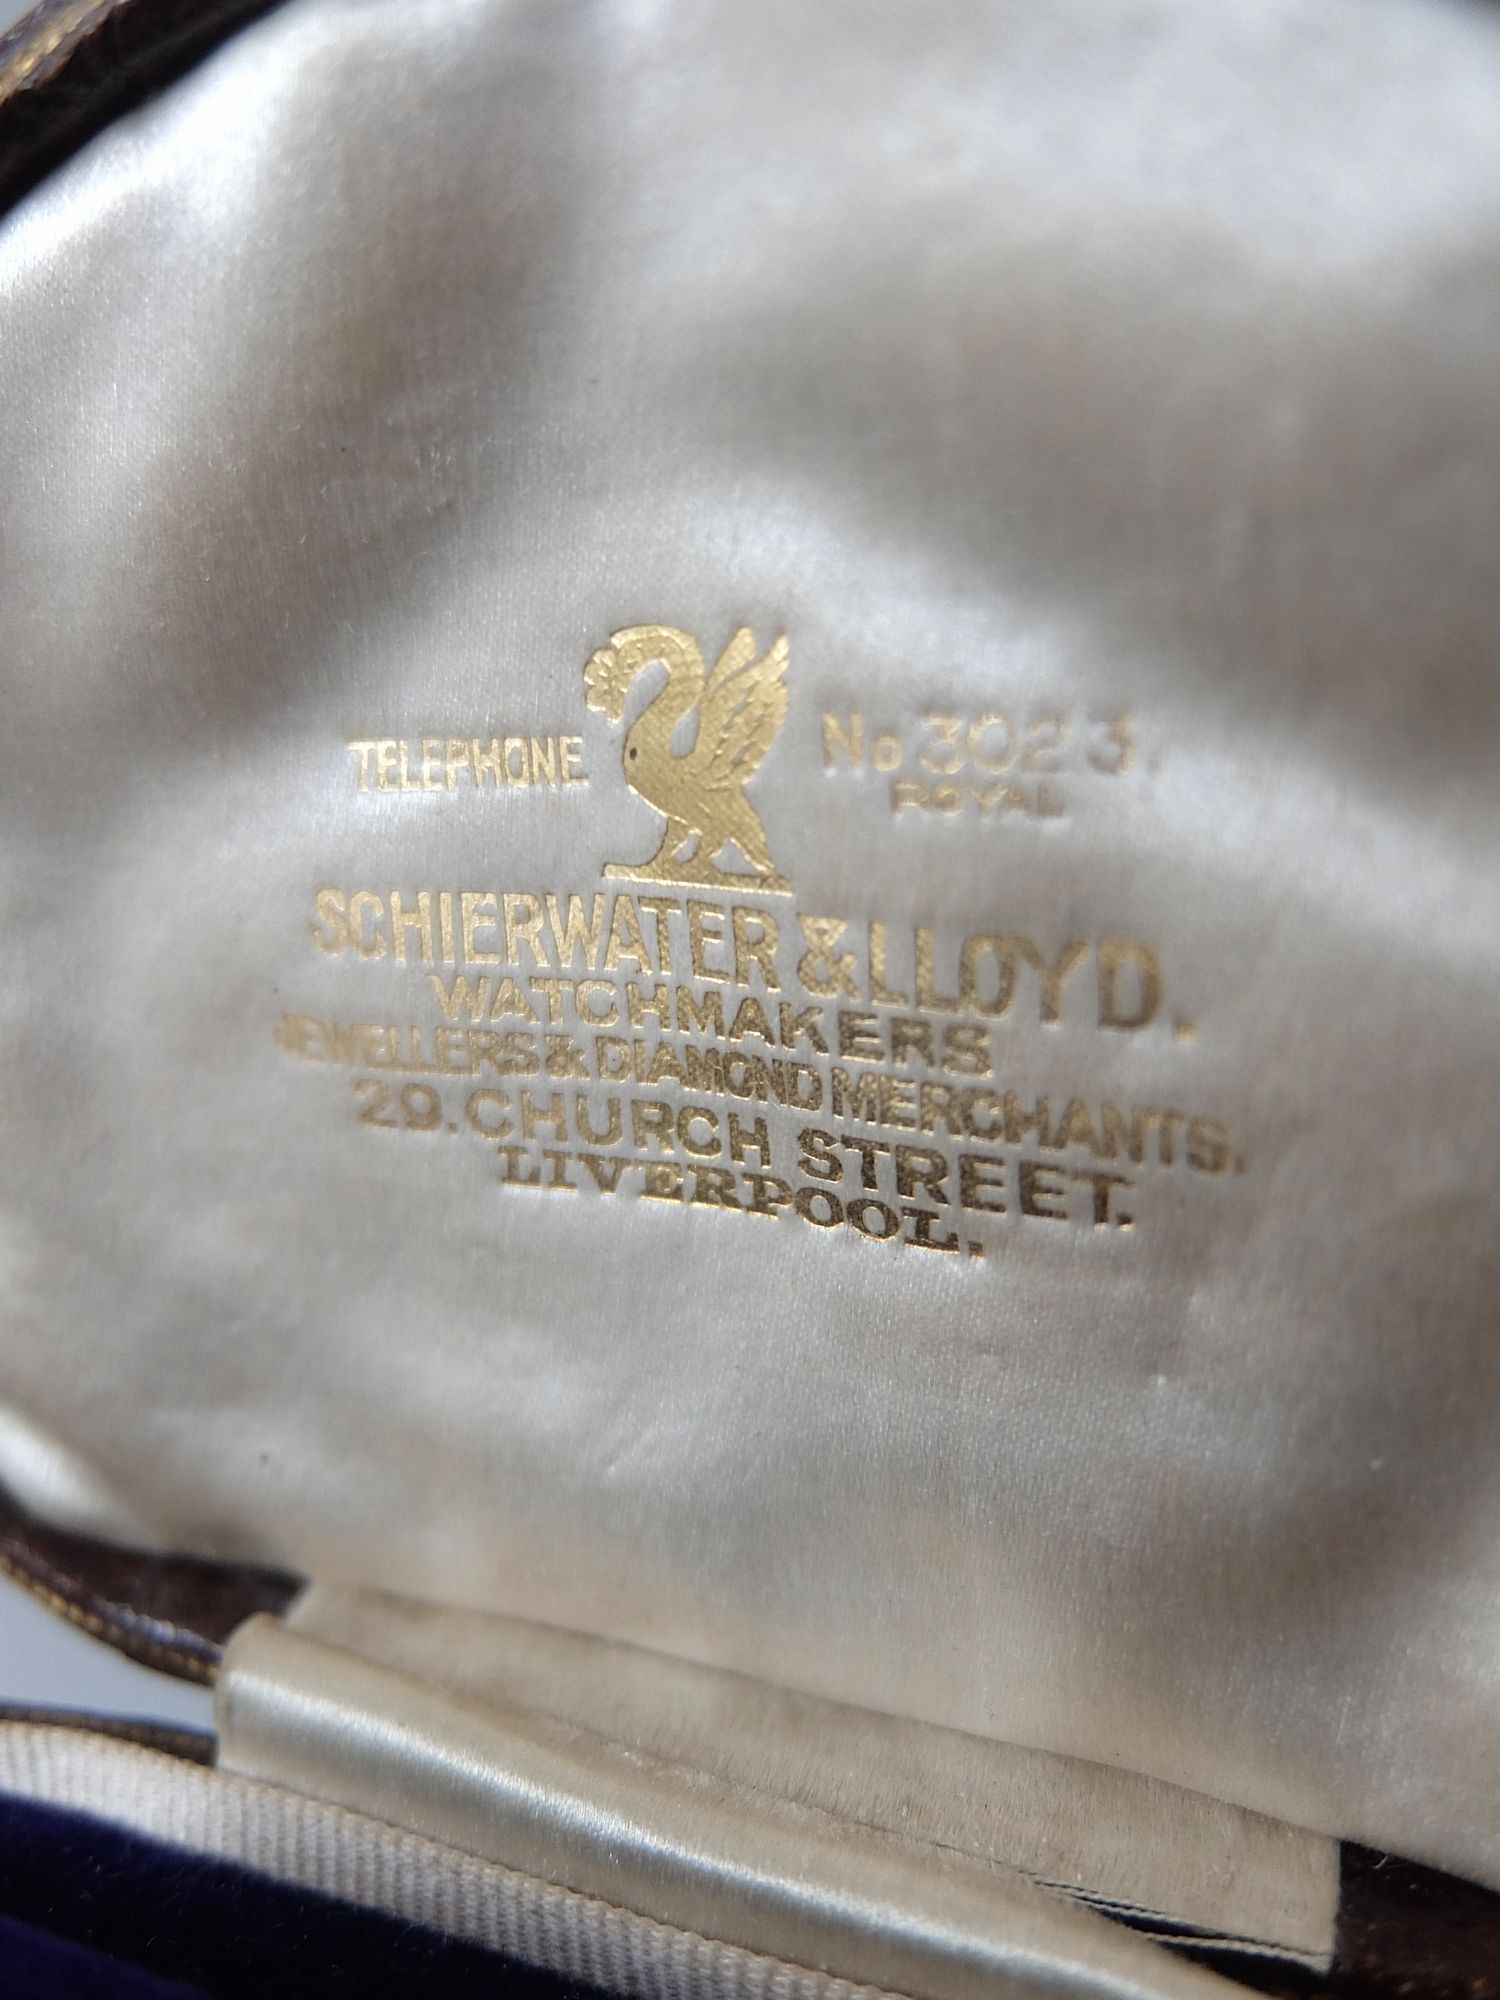 TELEPHONE No 3023.
ROYAL
SCHIERWATER & LLOYD.
WATCHMAKERS
JEWELLERS & DIAMOND MERCHANTS.
29. CHURCH STREET.
LIVERPOOL.